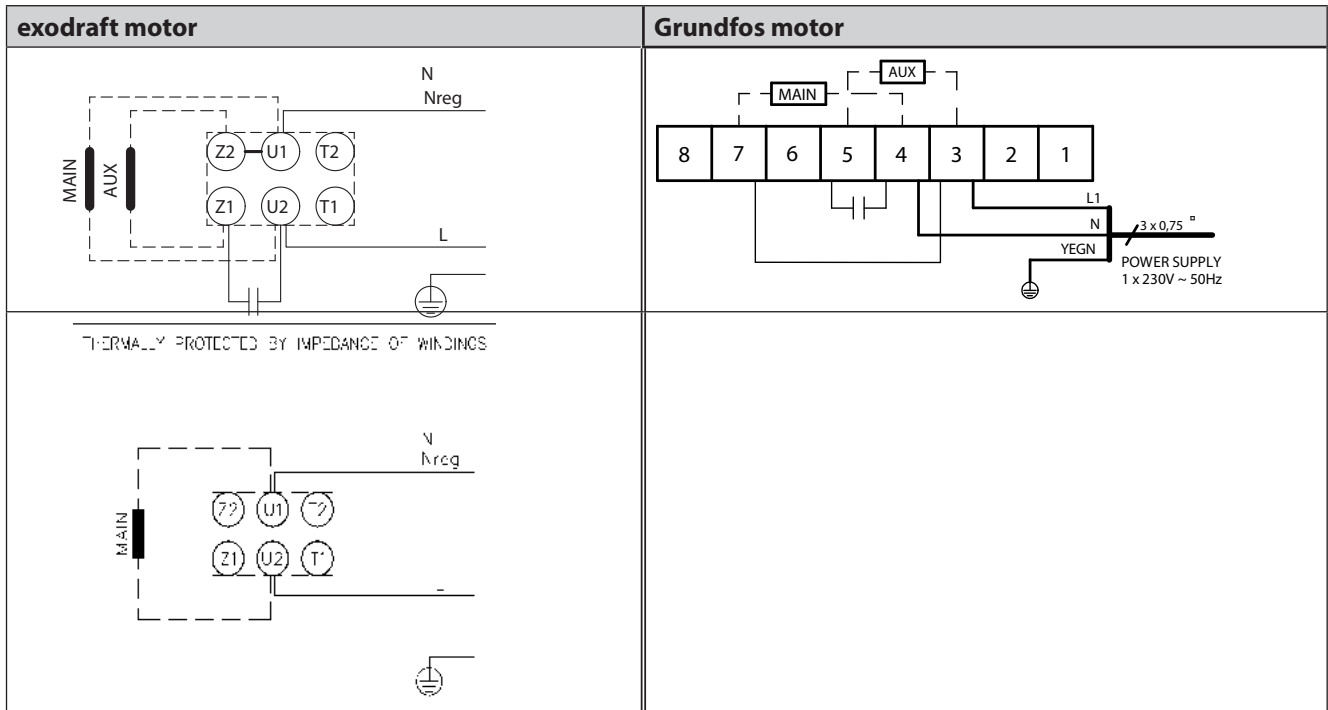 exodraft motor
Grundfos motor
N
Nreg
MAIN
AUX
Z2
U1
T2
Z1
U2
T1
L
AUX
MAIN
8 7 6 5 4 3 2 1
L1
N
YEGN
3 x 0,75
POWER SUPPLY
1 x 230V ~ 50Hz
THERMALLY PROTECTED BY IMPEDANCE OF WINDINGS
N
Nreg
MAIN
Z2
U1
Z1
U2
T1